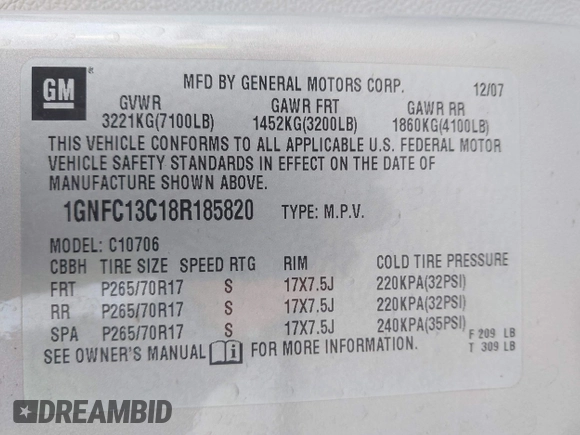 GM ® MFD BY GENERAL MOTORS CORP. 12/07
GVWR GAWR FRT GAWR RR
3221KG(7100LB) 1452KG(3200LB) 1860KG(4100LB)
THIS VEHICLE CONFORMS TO ALL APPLICABLE U.S. FEDERAL MOTOR
VEHICLE SAFETY STANDARDS IN EFFECT ON THE DATE OF
MANUFACTURE SHOWN ABOVE.
1GNFC13C18R185820 TYPE: M.P.V.
MODEL: C10706
CBBH TIRE SIZE SPEED RTG RIM COLD TIRE PRESSURE
FRT P265/70R17 S 17X7.5J 220KPA(32PSI)
RR P265/70R17 S 17X7.5J 220KPA(32PSI)
SPA P265/70R17 S 17X7.5J 240KPA(35PSI)
F 209 LB
SEE OWNER'S MANUAL i FOR MORE INFORMATION. T 309 LB
DREAMBID